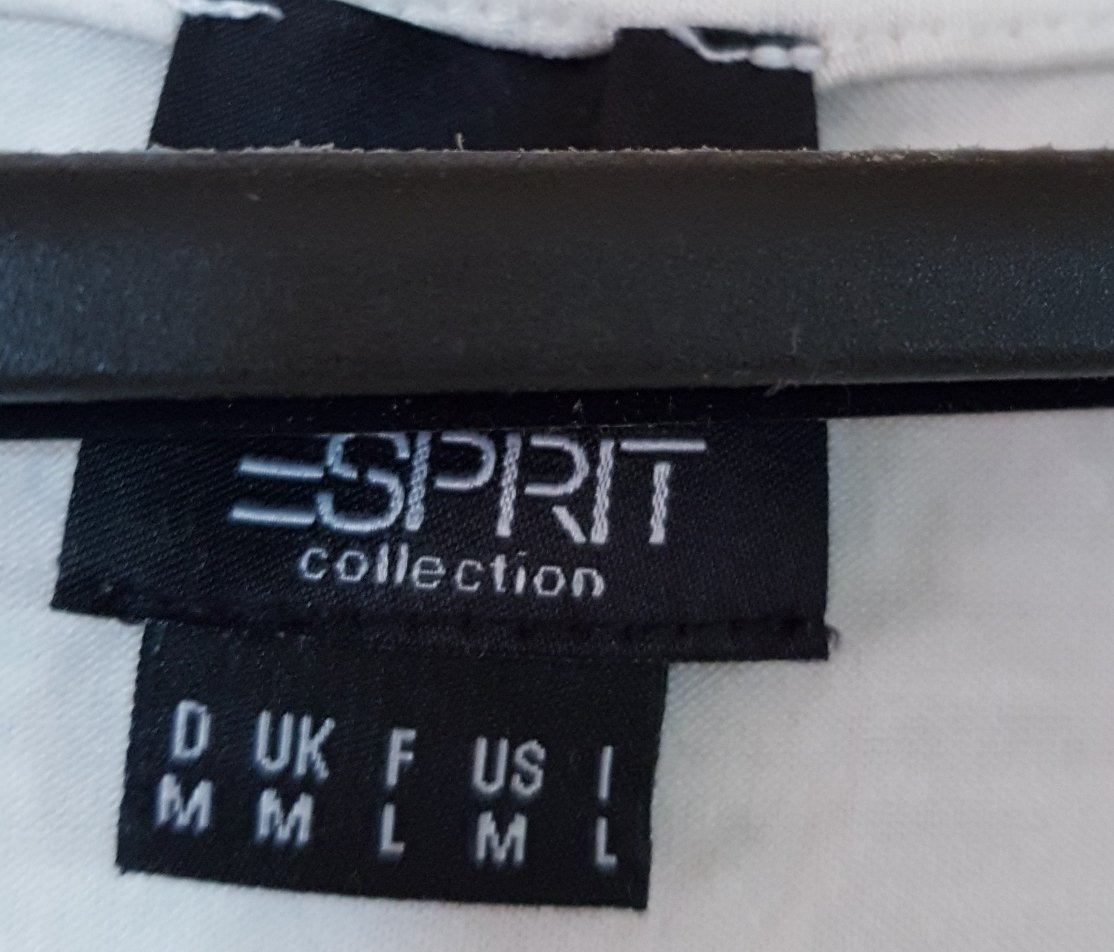 ESPRIT
collection
D UK F US I
M M L M L